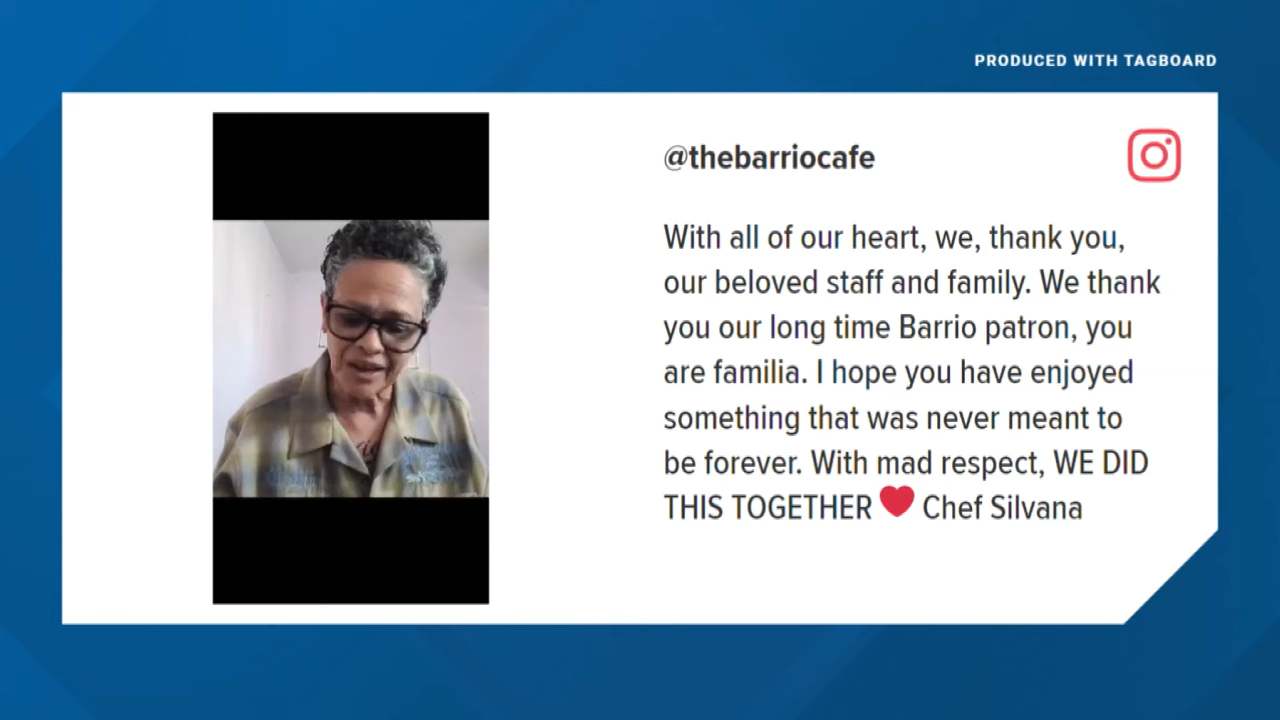 PRODUCED WITH TAGBOARD
@thebarriocafe
With all of our heart, we, thank you,
our beloved staff and family. We thank
you our long time Barrio patron, you
are familia. I hope you have enjoyed
something that was never meant to
be forever. With mad respect, WE DID
THIS TOGETHER ❤️ Chef Silvana